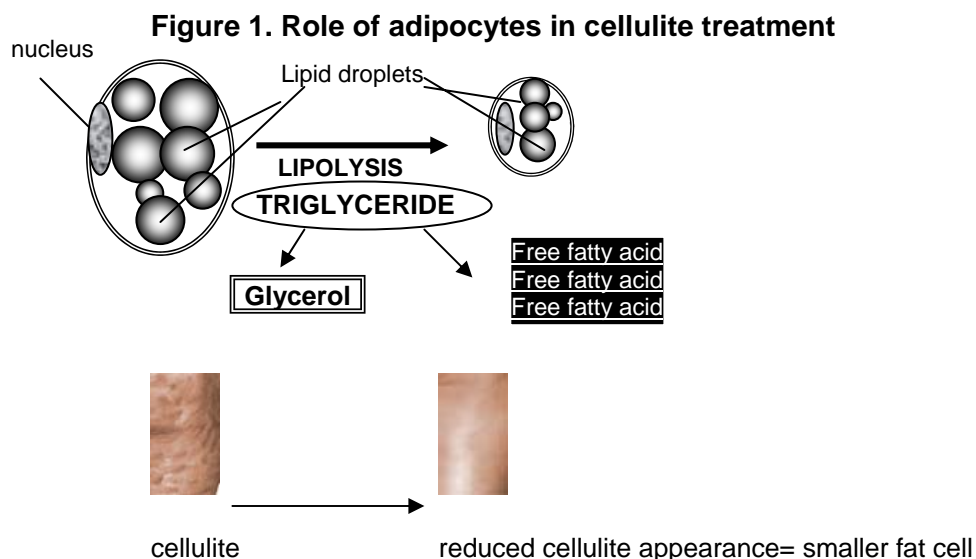 Figure 1. Role of adipocytes in cellulite treatment
nucleus
Lipid droplets
LIPOLYSIS
TRIGLYCERIDE
Glycerol
Free fatty acid
Free fatty acid
Free fatty acid
cellulite
reduced cellulite appearance= smaller fat cell